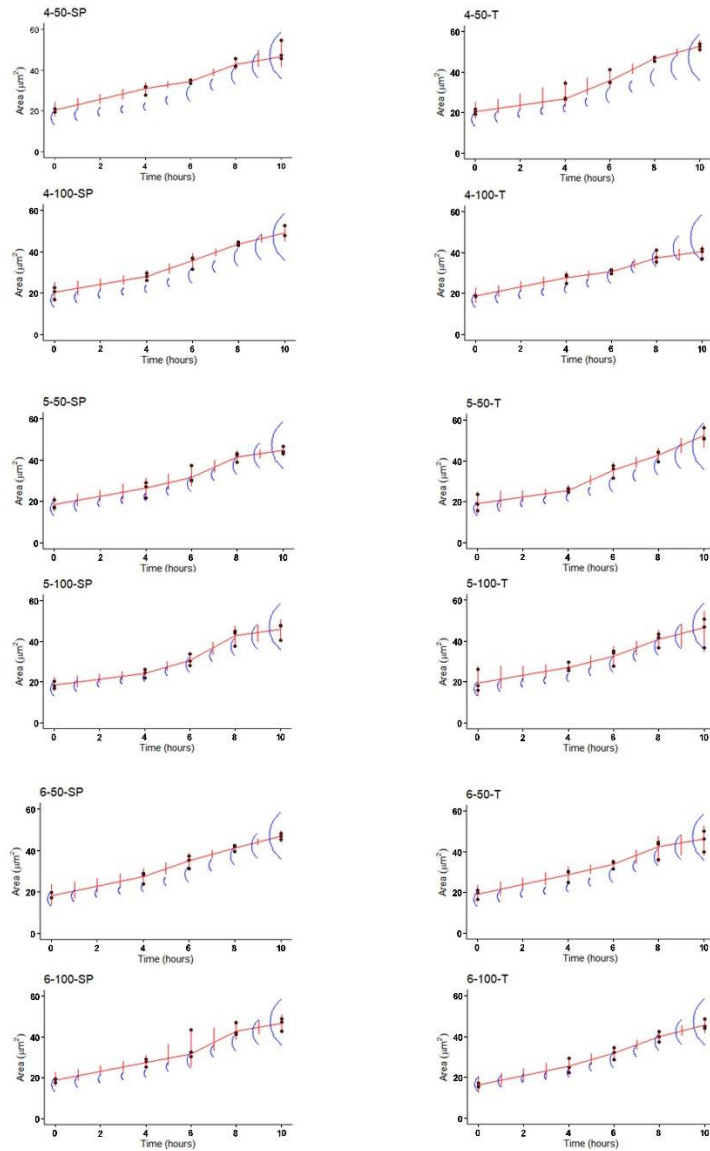 4-50-SP
Area (μm²)
60
40
20
0
0 2 4 6 8 10
Time (hours)
4-50-T
Area (μm²)
60
40
20
0
0 2 4 6 8 10
Time (hours)
4-100-SP
Area (μm²)
60
40
20
0
0 2 4 6 8 10
Time (hours)
4-100-T
Area (μm²)
60
40
20
0
0 2 4 6 8 10
Time (hours)
5-50-SP
Area (μm²)
60
40
20
0
0 2 4 6 8 10
Time (hours)
5-50-T
Area (μm²)
60
40
20
0
0 2 4 6 8 10
Time (hours)
5-100-SP
Area (μm²)
60
40
20
0
0 2 4 6 8 10
Time (hours)
5-100-T
Area (μm²)
60
40
20
0
0 2 4 6 8 10
Time (hours)
6-50-SP
Area (μm²)
60
40
20
0
0 2 4 6 8 10
Time (hours)
6-50-T
Area (μm²)
60
40
20
0
0 2 4 6 8 10
Time (hours)
6-100-SP
Area (μm²)
60
40
20
0
0 2 4 6 8 10
Time (hours)
6-100-T
Area (μm²)
60
40
20
0
0 2 4 6 8 10
Time (hours)